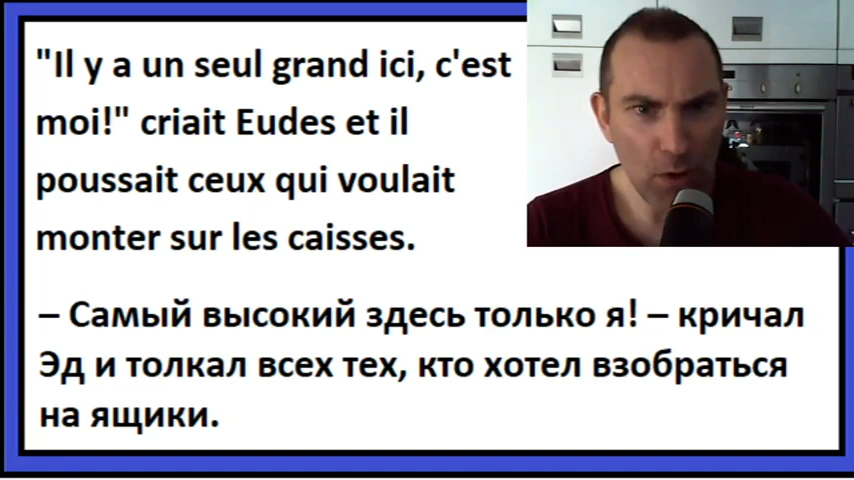 "Il y a un seul grand ici, c'est
moi!" criait Eudes et il
poussait ceux qui voulait
monter sur les caisses.
– Самый высокий здесь только я! – кричал
Эд и толкал всех тех, кто хотел взобраться
на ящики.